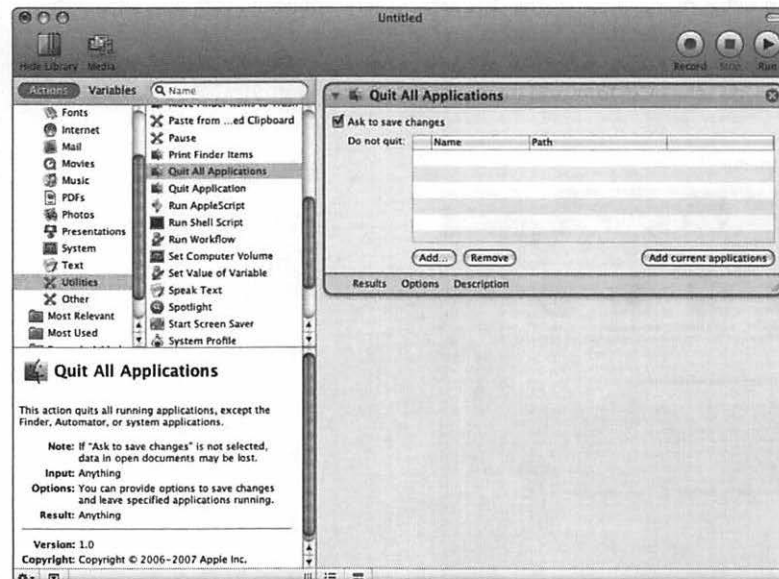 Untitled
Hide Library Media
Record Stop Run
Actions Variables
Name
Fonts
Internet
Mail
Movies
Music
PDFs
Photos
Presentations
System
Text
Utilities
Other
Most Relevant
Most Used
Move Finder Items to Trash
Paste from ...ed Clipboard
Pause
Print Finder Items
Quit All Applications
Quit Application
Run AppleScript
Run Shell Script
Run Workflow
Set Computer Volume
Set Value of Variable
Speak Text
Spotlight
Start Screen Saver
System Profile
Quit All Applications
Ask to save changes
Do not quit: Name Path
Add... Remove Add current applications
Results Options Description
Quit All Applications
This action quits all running applications, except the
Finder, Automator, or system applications.
Note: If "Ask to save changes" is not selected,
data in open documents may be lost.
Input: Anything
Options: You can provide options to save changes
and leave specified applications running.
Result: Anything
Version: 1.0
Copyright: Copyright © 2006-2007 Apple Inc.